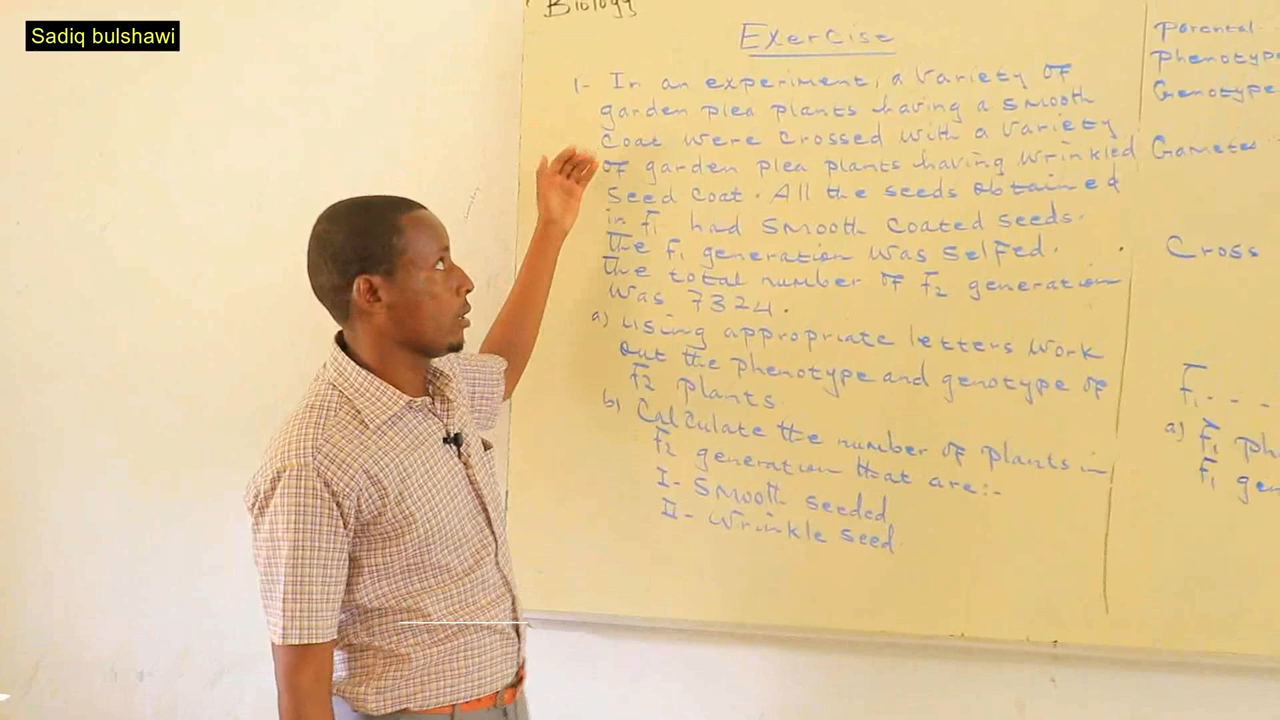 Sadiq bulshawi
Biology
Exercise
1- In an experiment, a variety of
garden plea plants having a smooth
coat were crossed with a variety
of garden plea plants having wrinkled
seed coat. All the seeds obtained
in F1 had smooth coated seeds.
The F1 generation was selfed.
The total number of F2 generation
was 7324.
a) Using appropriate letters work
out the phenotype and genotype of
F2 plants.
b) Calculate the number of plants in
F2 generation that are:-
I- Smooth seeded
II- Wrinkle seed
Parental
Phenotype
Genotype
Gametes
Cross
F1 - - -
a) F1 ph
F1 gen